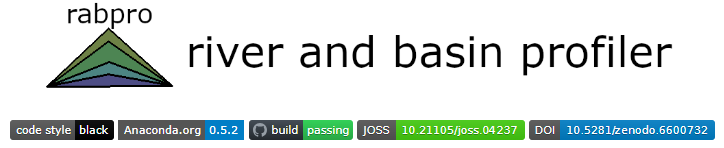 rabpro
river and basin profiler
code style black Anaconda.org 0.5.2 build passing JOSS 10.21105/joss.04237 DOI 10.5281/zenodo.6600732